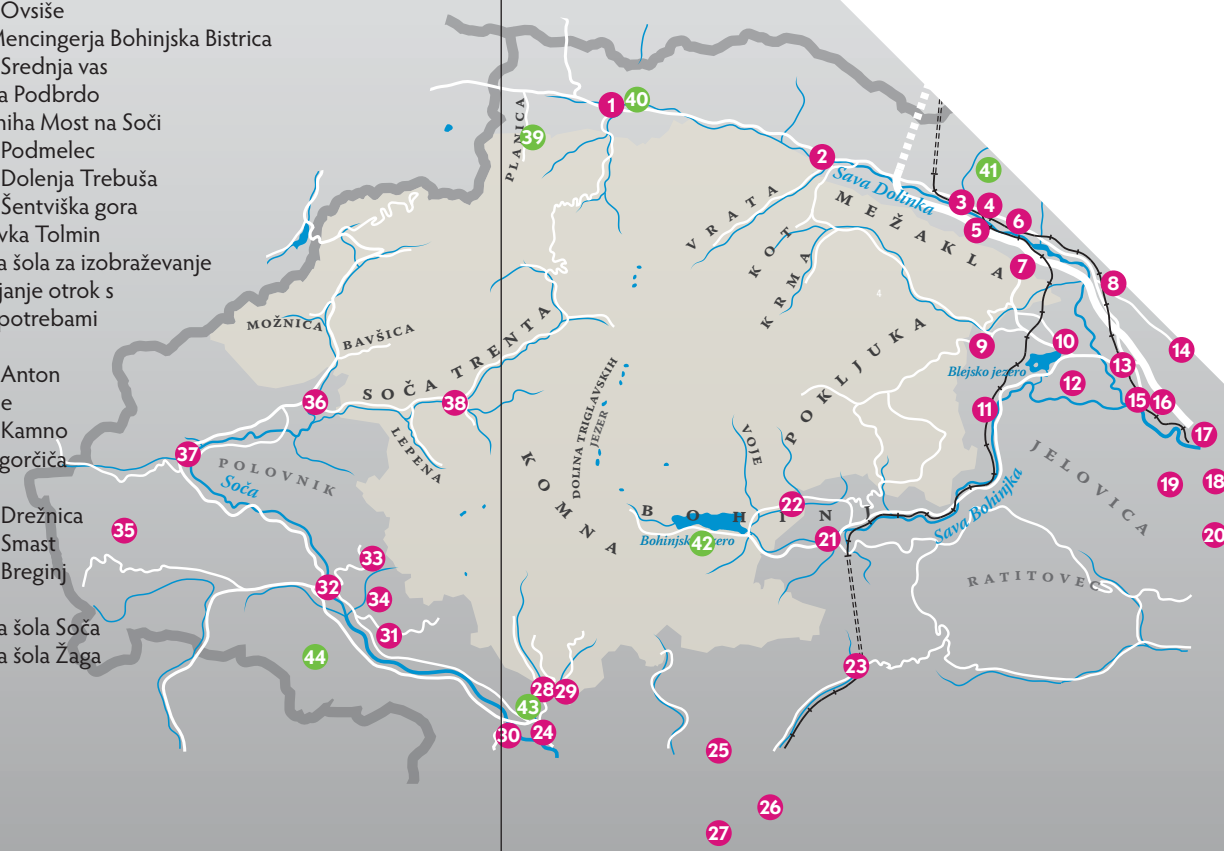 Ovsiše
Mencingerja Bohinjska Bistrica
Srednja vas
a Podbrdo
niha Most na Soči
Podmelec
Dolenja Trebuša
Šentviška gora
vka Tolmin
a šola za izobraževanje
janje otrok s
potrebami
Anton
e
Kamno
gorčiča
Drežnica
Smast
Breginj
a šola Soča
a šola Žaga
1
40
39
PLANICA
2
Sava Dolinka
41
3
4
5
6
7
8
VRATA
KOT
KRMA
MEŽAKLA
4
MOŽNICA
BAVŠICA
SOČA TRENTA
POKLJUKA
9
10
Blejsko jezero
11
12
13
14
15
16
17
18
19
20
36
38
37
LEPENA
POLOVNIK
Soča
DOLINA TRIGLAVSKIH
JEZER
VOJE
KOMNA
JELOVICA
22
BOHINJ
Bohinjsko jezero
42
21
Sava Bohinjka
RATITOVEC
35
33
32
34
31
44
23
28
29
43
30
24
25
26
27